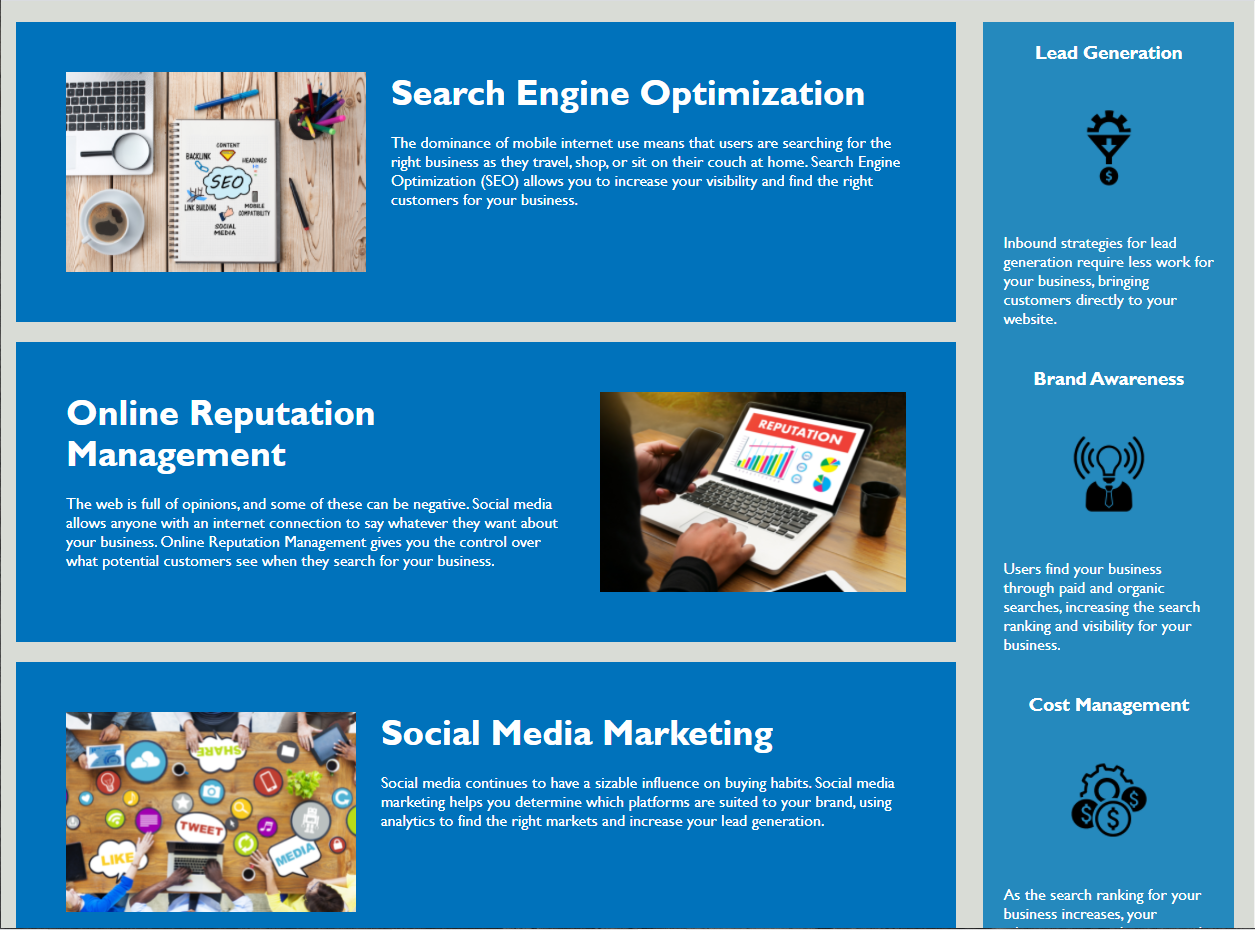 Search Engine Optimization
The dominance of mobile internet use means that users are searching for the
right business as they travel, shop, or sit on their couch at home. Search Engine
Optimization (SEO) allows you to increase your visibility and find the right
customers for your business.
CONTENT
BACKLINK
HEADINGS
SEO
LINK BUILDING
MOBILE
COMPATIBILITY
SOCIAL
MEDIA
Online Reputation
Management
The web is full of opinions, and some of these can be negative. Social media
allows anyone with an internet connection to say whatever they want about
your business. Online Reputation Management gives you the control over
what potential customers see when they search for your business.
REPUTATION
Social Media Marketing
Social media continues to have a sizable influence on buying habits. Social media
marketing helps you determine which platforms are suited to your brand, using
analytics to find the right markets and increase your lead generation.
SHARE
TWEET
LIKE
MEDIA
Lead Generation
$
Inbound strategies for lead
generation require less work for
your business, bringing
customers directly to your
website.
Brand Awareness
Users find your business
through paid and organic
searches, increasing the search
ranking and visibility for your
business.
Cost Management
$ $ $
As the search ranking for your
business increases, your